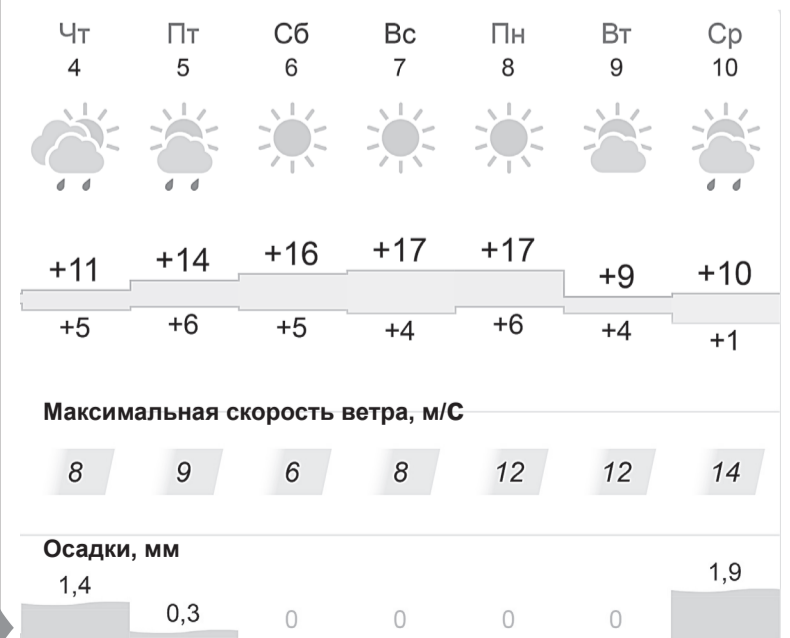 Чт Пт Сб Вс Пн Вт Ср
4 5 6 7 8 9 10
+11 +14 +16 +17 +17 +9 +10
+5 +6 +5 +4 +6 +4 +1
Максимальная скорость ветра, м/с
8 9 6 8 12 12 14
Осадки, мм
1,4 0,3 0 0 0 0 1,9